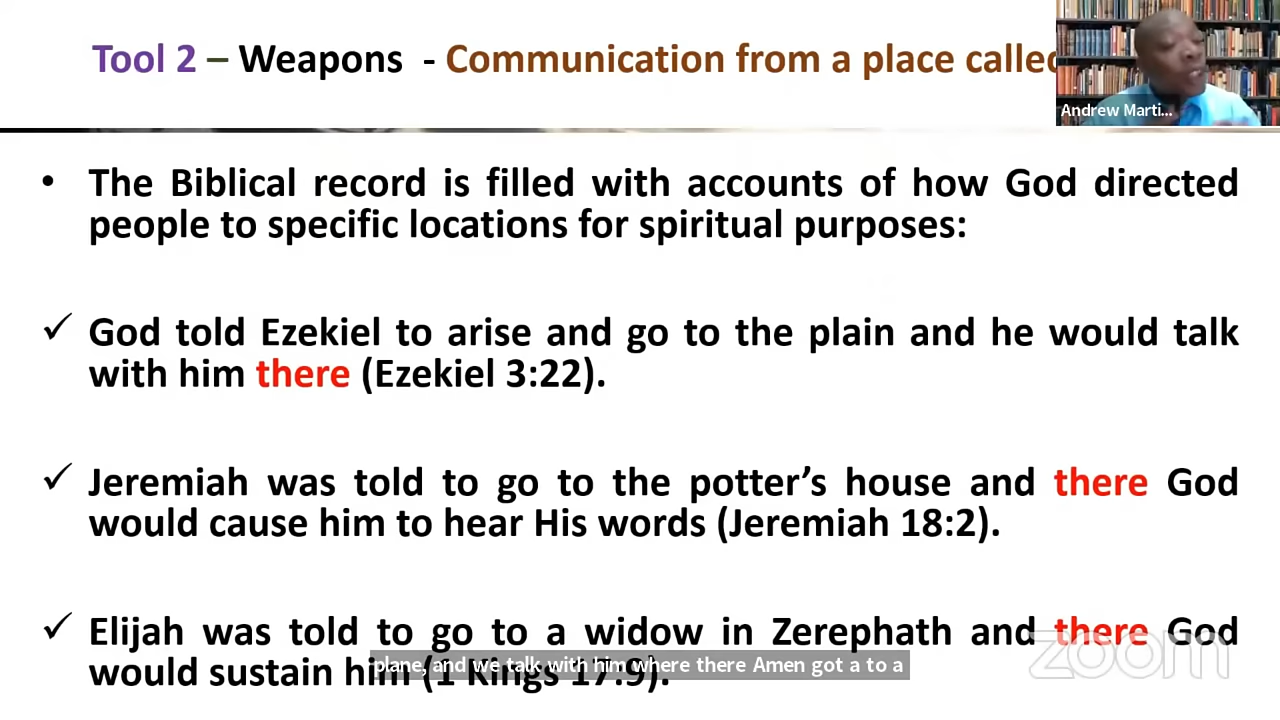 Tool 2 – Weapons - Communication from a place called
Andrew Marti...
• The Biblical record is filled with accounts of how God directed
people to specific locations for spiritual purposes:
✓ God told Ezekiel to arise and go to the plain and he would talk
with him there (Ezekiel 3:22).
✓ Jeremiah was told to go to the potter’s house and there God
would cause him to hear His words (Jeremiah 18:2).
✓ Elijah was told to go to a widow in Zerephath and there God
would sustain him (1 Kings 17:9).
plane, and we talk with him where there Amen got a to a
zoom